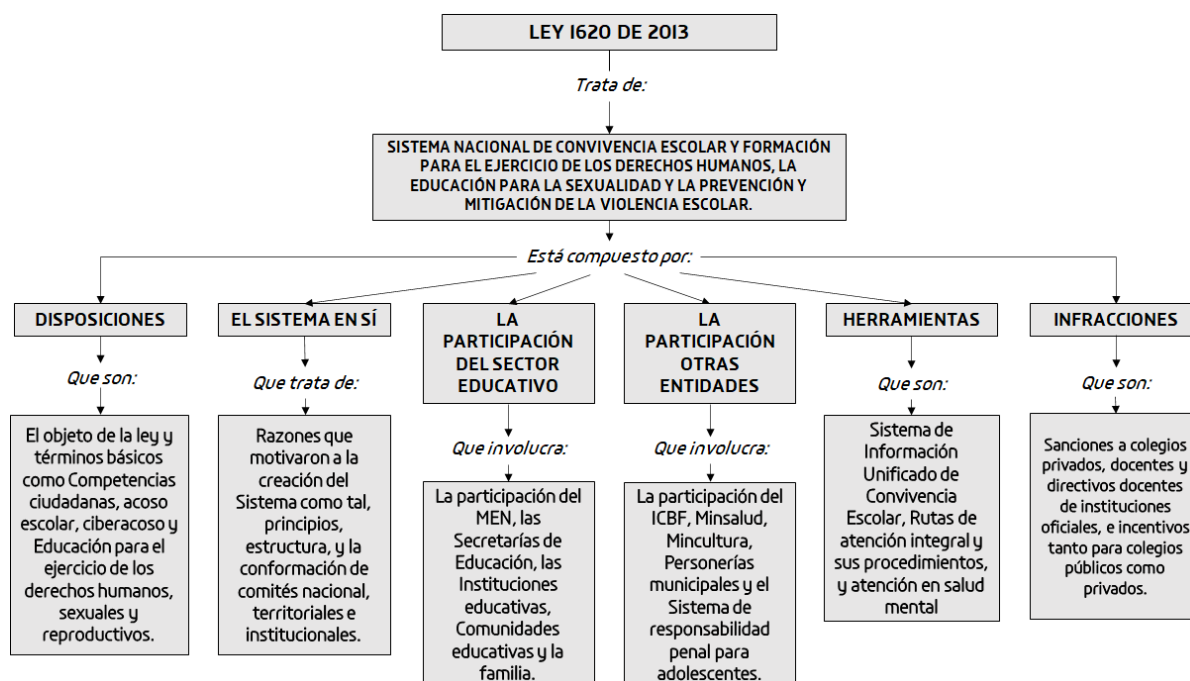 LEY 1620 DE 2013
Trata de:
SISTEMA NACIONAL DE CONVIVENCIA ESCOLAR Y FORMACIÓN
PARA EL EJERCICIO DE LOS DERECHOS HUMANOS, LA
EDUCACIÓN PARA LA SEXUALIDAD Y LA PREVENCIÓN Y
MITIGACIÓN DE LA VIOLENCIA ESCOLAR.
Está compuesto por:
DISPOSICIONES
Que son:
El objeto de la ley y
términos básicos
como Competencias
ciudadanas, acoso
escolar, ciberacoso y
Educación para el
ejercicio de los
derechos humanos,
sexuales y
reproductivos.
EL SISTEMA EN SÍ
Que trata de:
Razones que
motivaron a la
creación del
Sistema como tal,
principios,
estructura, y la
conformación de
comités nacional,
territoriales e
institucionales.
LA
PARTICIPACIÓN
DEL SECTOR
EDUCATIVO
Que involucra:
La participación del
MEN, las
Secretarías de
Educación, las
Instituciones
educativas,
Comunidades
educativas y la
familia.
LA
PARTICIPACIÓN
OTRAS
ENTIDADES
Que involucra:
La participación del
ICBF, Minsalud,
Mincultura,
Personerías
municipales y el
Sistema de
responsabilidad
penal para
adolescentes.
HERRAMIENTAS
Que son:
Sistema de
Información
Unificado de
Convivencia
Escolar, Rutas de
atención integral y
sus procedimientos,
y atención en salud
mental
INFRACCIONES
Que son:
Sanciones a colegios
privados, docentes y
directivos docentes
de instituciones
oficiales, e incentivos
tanto para colegios
públicos como
privados.